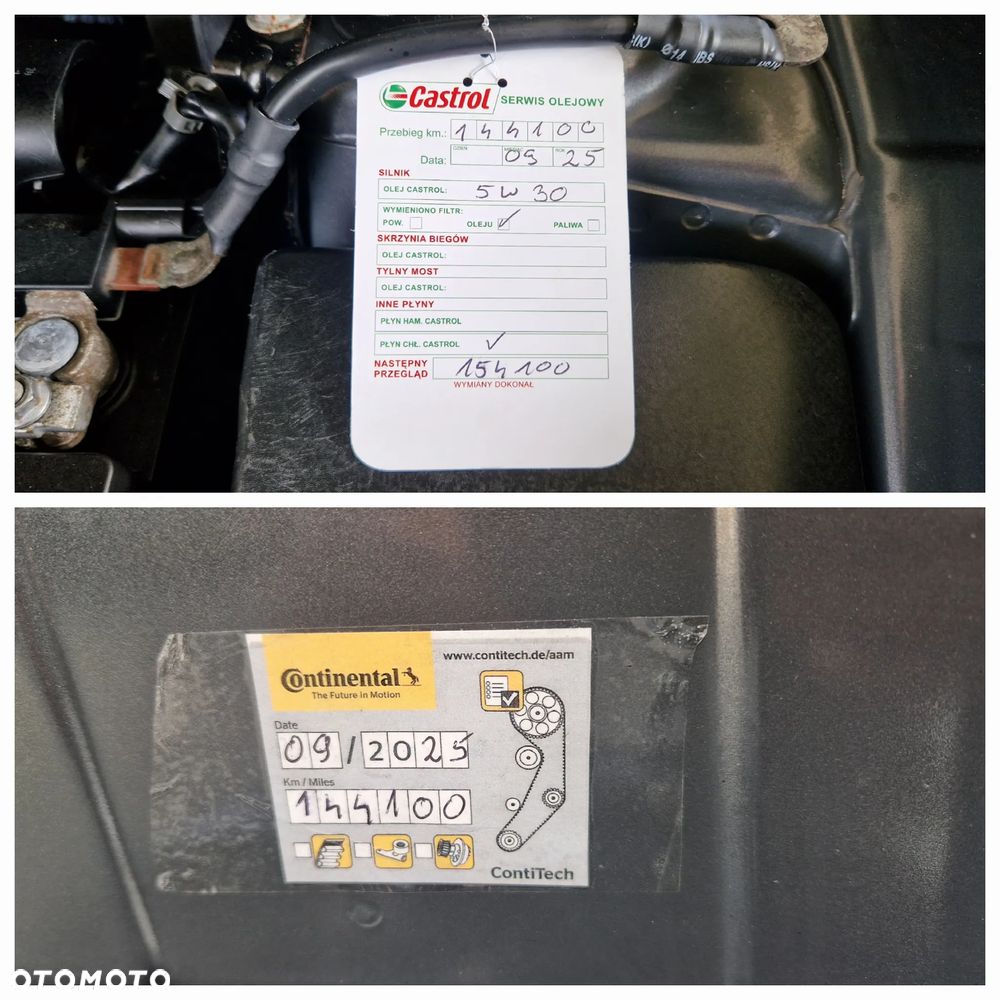 (K) Ø14 IBS
Castrol SERWIS OLEJOWY
Przebieg km.: 144100
DZIEŃ MIESIĄC ROK
Data: 09 25
SILNIK
OLEJ CASTROL: 5W30
WYMIENIONO FILTR:
POW. OLEJU ✓ PALIWA
SKRZYNIA BIEGÓW
OLEJ CASTROL:
TYLNY MOST
OLEJ CASTROL:
INNE PŁYNY
PŁYN HAM. CASTROL
PŁYN CHŁ. CASTROL ✓
NASTĘPNY PRZEGLĄD 154100
WYMIANY DOKONAŁ
Continental
The Future in Motion
www.contitech.de/aam
Date
09/2025
Km / Miles
144100
ContiTech
OTOMOTO